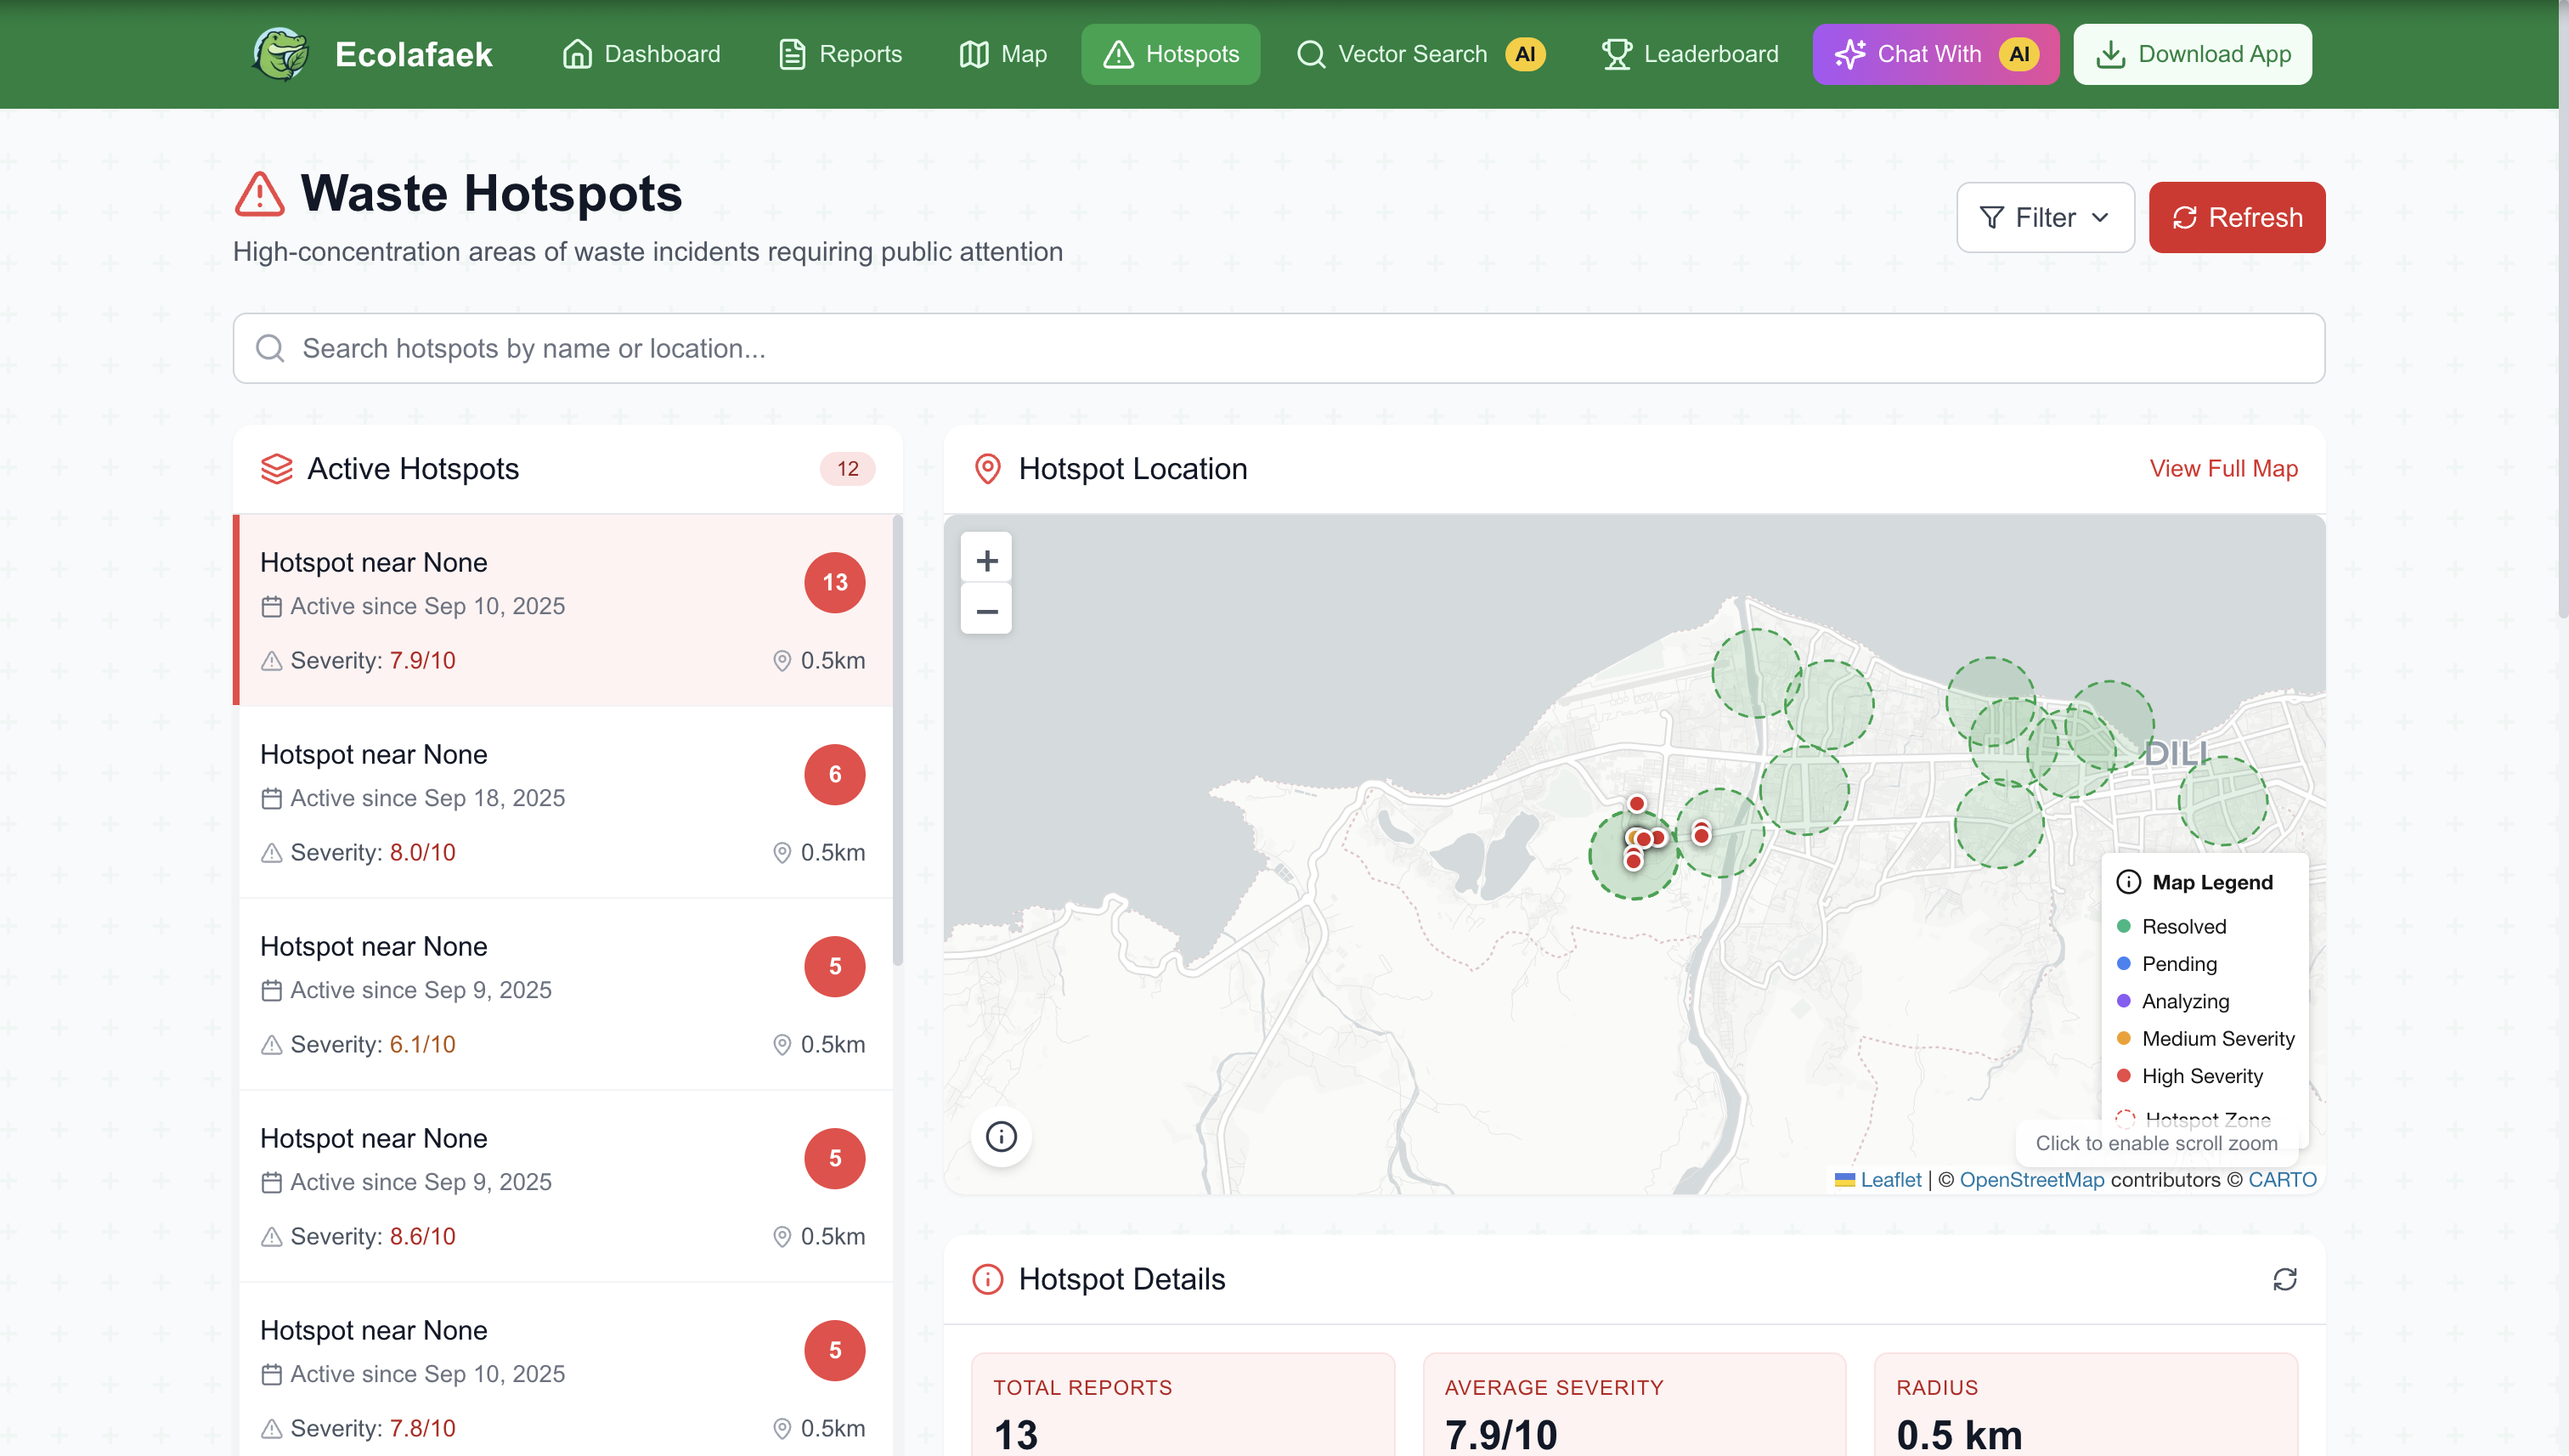 Ecolafaek
Dashboard
Reports
Map
Hotspots
Vector Search AI
Leaderboard
Chat With AI
Download App
Waste Hotspots
High-concentration areas of waste incidents requiring public attention
Filter
Refresh
Search hotspots by name or location...
Active Hotspots
12
Hotspot near None
13
Active since Sep 10, 2025
Severity: 7.9/10
0.5km
Hotspot near None
6
Active since Sep 18, 2025
Severity: 8.0/10
0.5km
Hotspot near None
5
Active since Sep 9, 2025
Severity: 6.1/10
0.5km
Hotspot near None
5
Active since Sep 9, 2025
Severity: 8.6/10
0.5km
Hotspot near None
5
Active since Sep 10, 2025
Severity: 7.8/10
0.5km
Hotspot Location
View Full Map
+
−
DILI
Map Legend
Resolved
Pending
Analyzing
Medium Severity
High Severity
Hotspot Zone
Click to enable scroll zoom
Leaflet | © OpenStreetMap contributors © CARTO
Hotspot Details
TOTAL REPORTS
13
AVERAGE SEVERITY
7.9/10
RADIUS
0.5 km